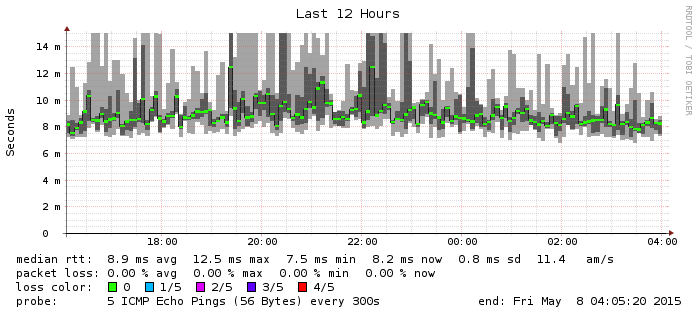 Last 12 Hours
RRDTOOL / TOBI OETIKER
Seconds
14 m
12 m
10 m
8 m
6 m
4 m
2 m
0
18:00 20:00 22:00 00:00 02:00 04:00
median rtt: 8.9 ms avg 12.5 ms max 7.5 ms min 8.2 ms now 0.8 ms sd 11.4 am/s
packet loss: 0.00 % avg 0.00 % max 0.00 % min 0.00 % now
loss color: 0 1/5 2/5 3/5 4/5
probe: 5 ICMP Echo Pings (56 Bytes) every 300s end: Fri May 8 04:05:20 2015